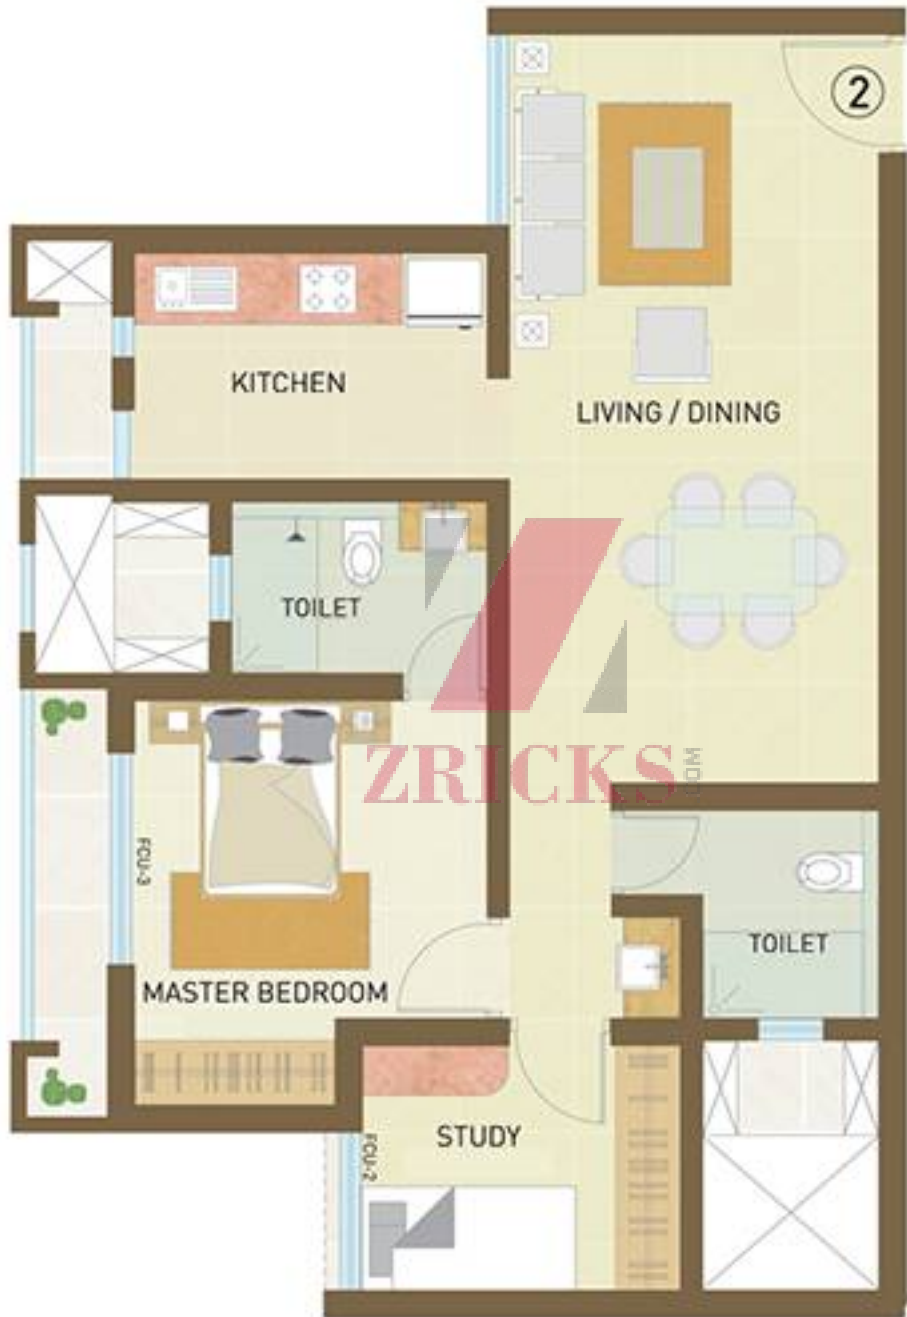 2
KITCHEN
LIVING / DINING
TOILET
ZRICKS
.COM
FCU-3
TOILET
MASTER BEDROOM
STUDY
FCU-2